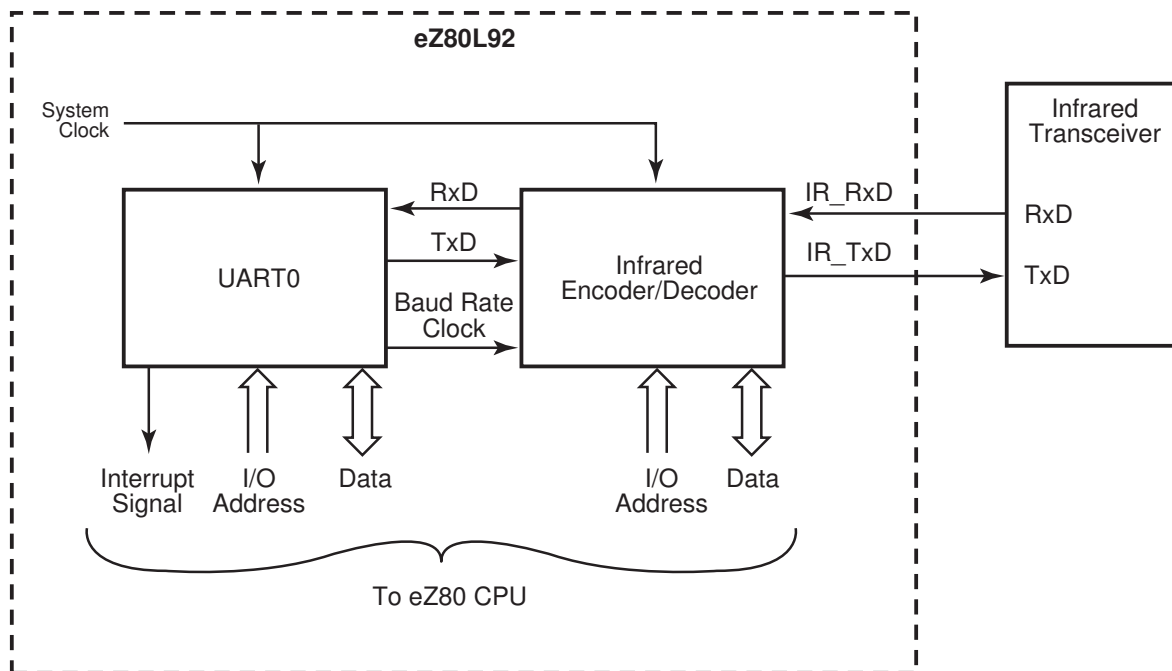 eZ80L92
System
Clock
Infrared
Transceiver
RxD
TxD
UART0
RxD
TxD
Baud Rate
Clock
Infrared
Encoder/Decoder
IR_RxD
IR_TxD
Interrupt
Signal
I/O
Address
Data
I/O
Address
Data
To eZ80 CPU